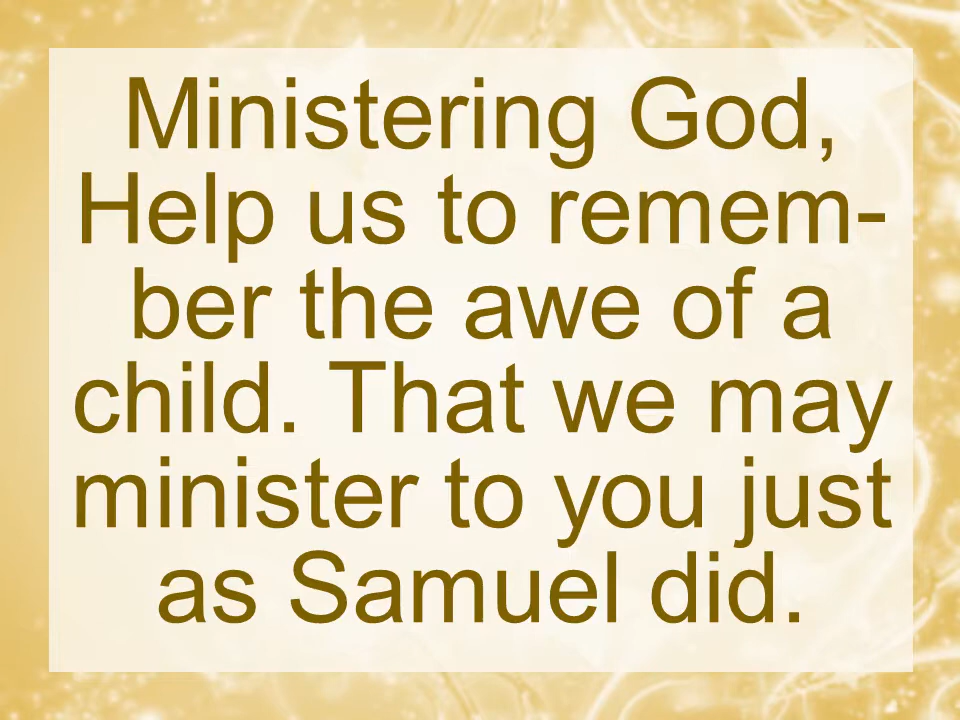 Ministering God,
Help us to remem-
ber the awe of a
child. That we may
minister to you just
as Samuel did.